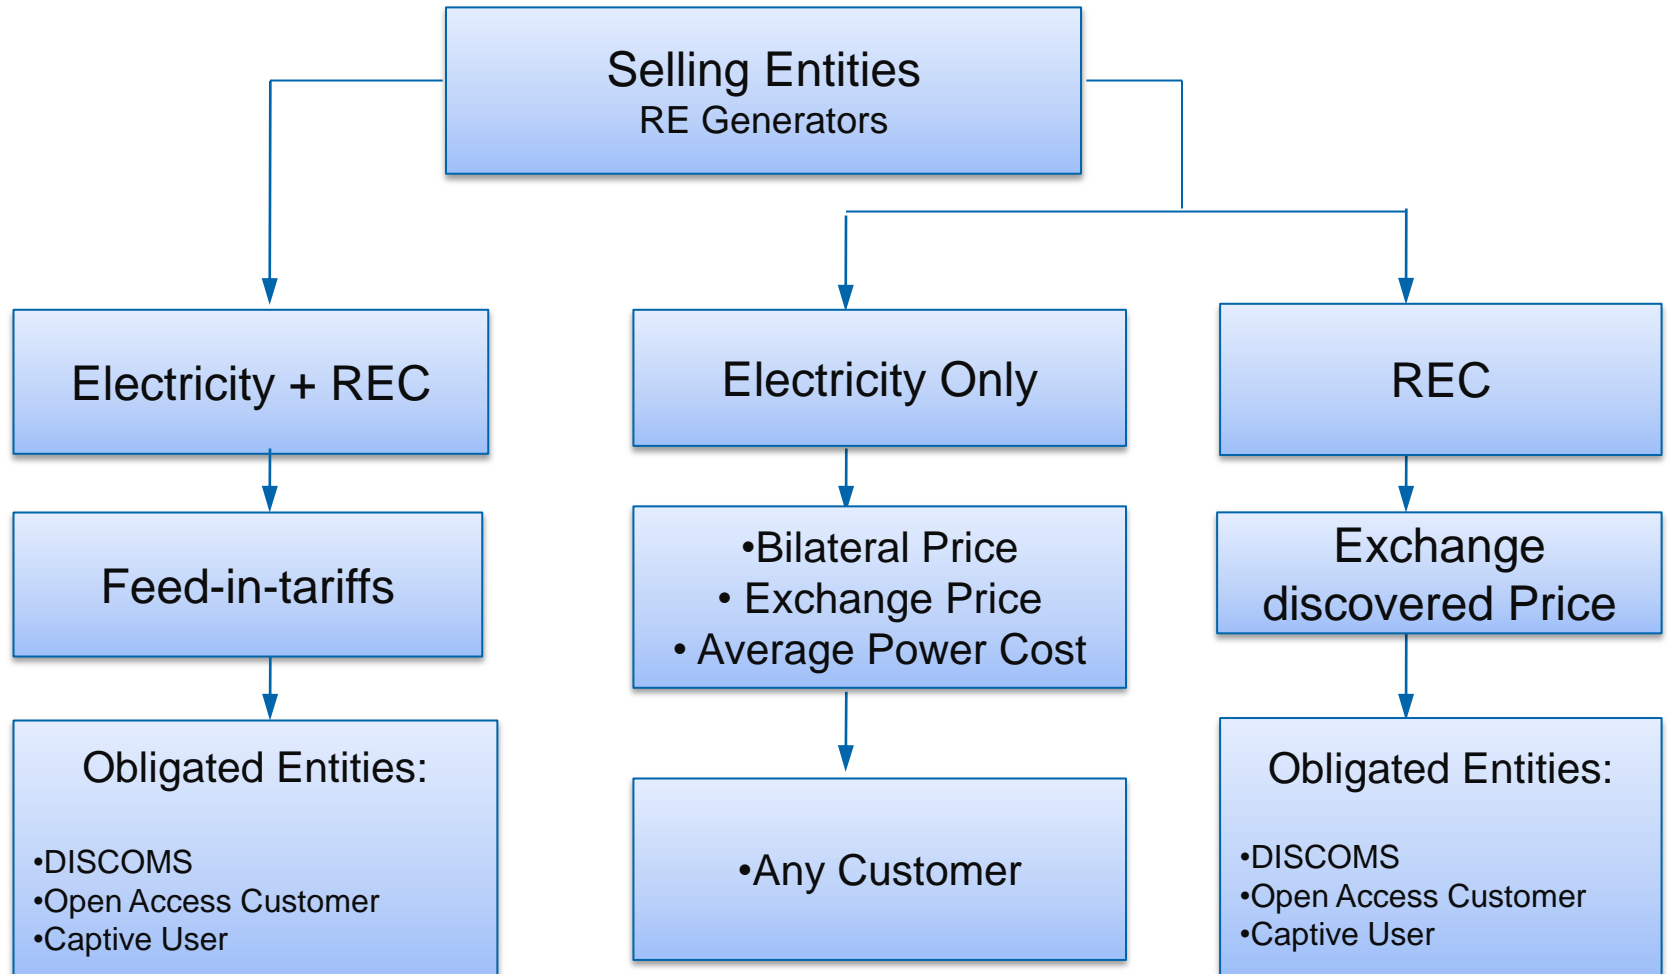 Selling Entities
RE Generators
Electricity + REC
Electricity Only
REC
Feed-in-tariffs
•Bilateral Price
• Exchange Price
• Average Power Cost
Exchange
discovered Price
Obligated Entities:
•DISCOMS
•Open Access Customer
•Captive User
•Any Customer
Obligated Entities:
•DISCOMS
•Open Access Customer
•Captive User